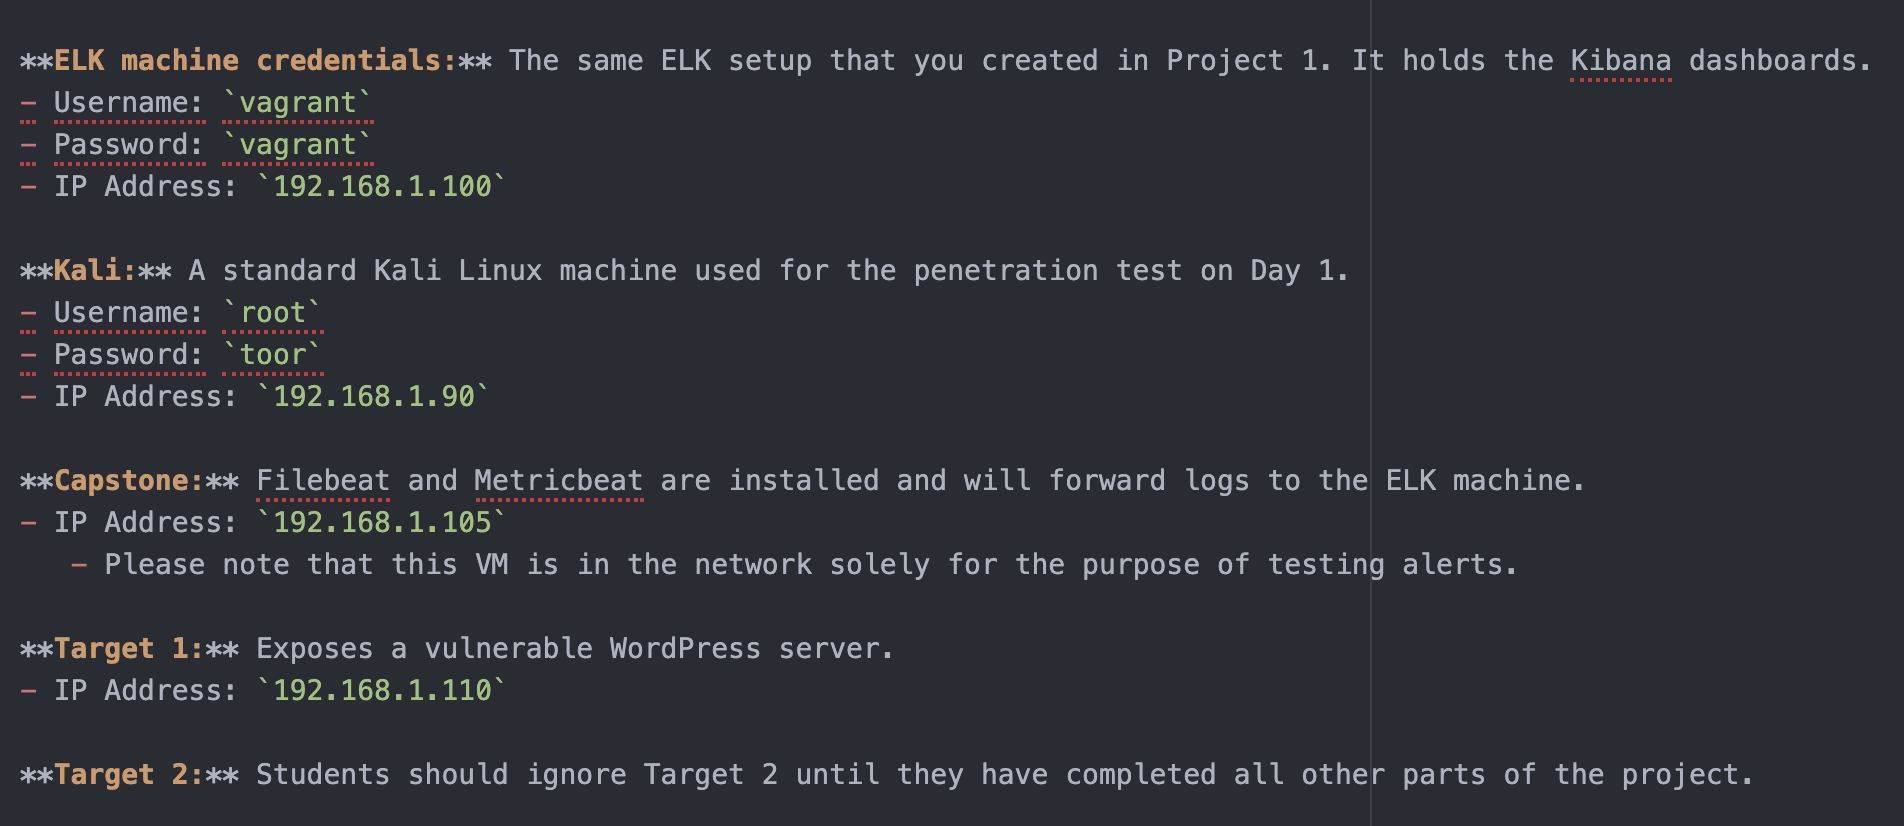 **ELK machine credentials:** The same ELK setup that you created in Project 1. It holds the Kibana dashboards.
- Username: `vagrant`
- Password: `vagrant`
- IP Address: `192.168.1.100`
**Kali:** A standard Kali Linux machine used for the penetration test on Day 1.
- Username: `root`
- Password: `toor`
- IP Address: `192.168.1.90`
**Capstone:** Filebeat and Metricbeat are installed and will forward logs to the ELK machine.
- IP Address: `192.168.1.105`
- Please note that this VM is in the network solely for the purpose of testing alerts.
**Target 1:** Exposes a vulnerable WordPress server.
- IP Address: `192.168.1.110`
**Target 2:** Students should ignore Target 2 until they have completed all other parts of the project.